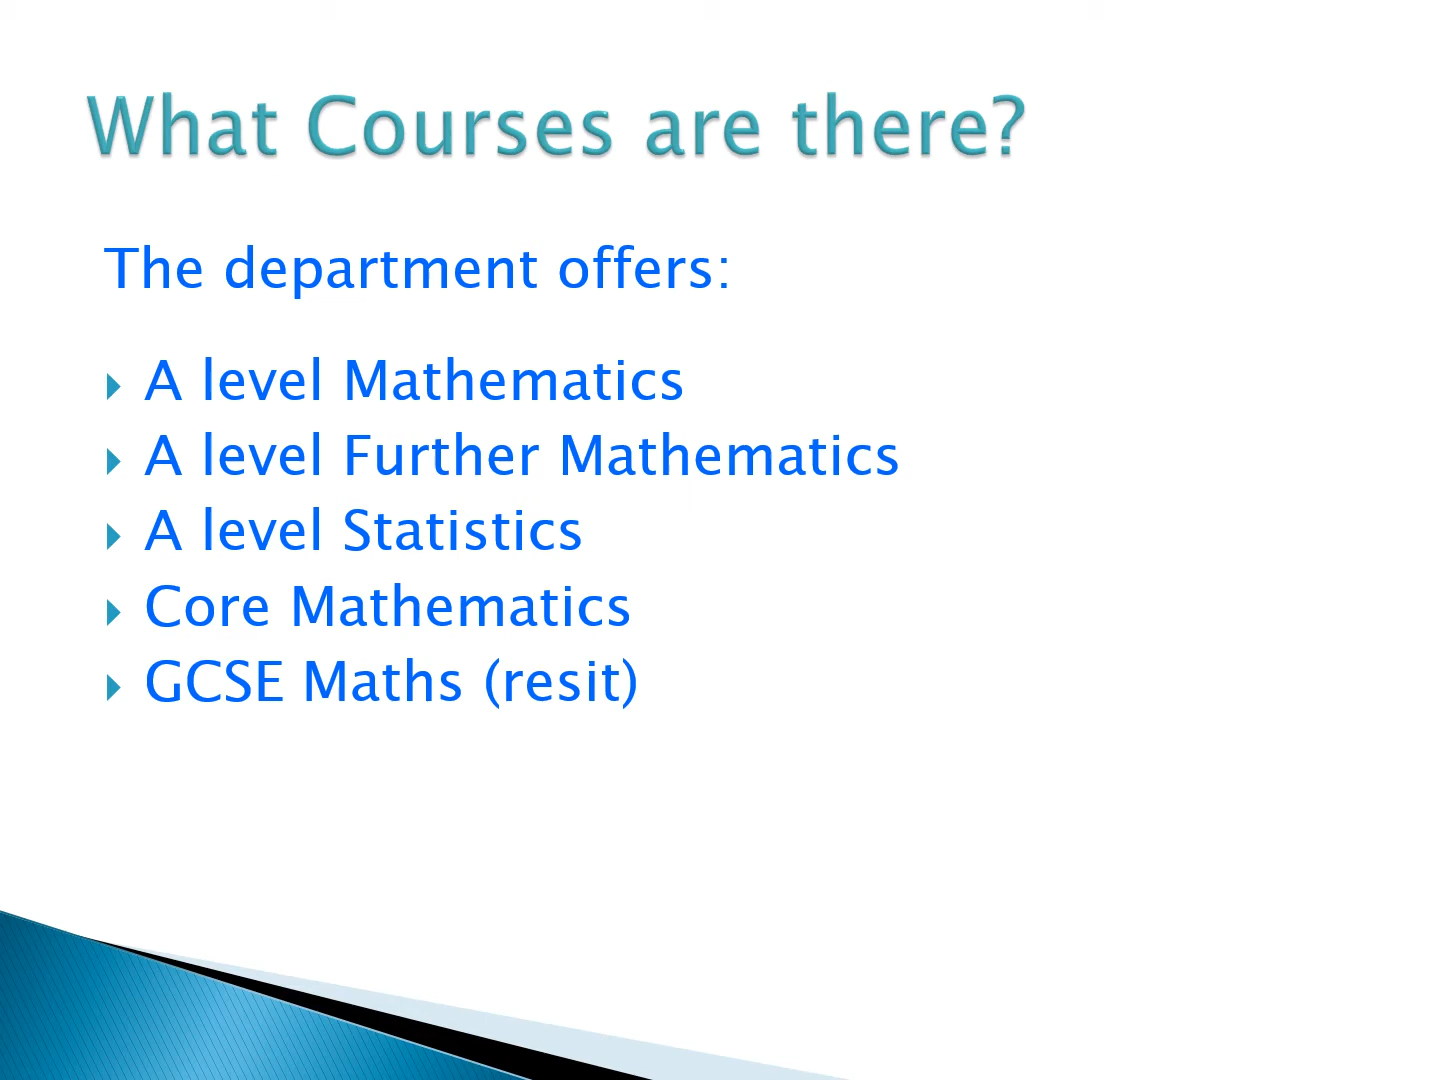 What Courses are there?
The department offers:
A level Mathematics
A level Further Mathematics
A level Statistics
Core Mathematics
GCSE Maths (resit)